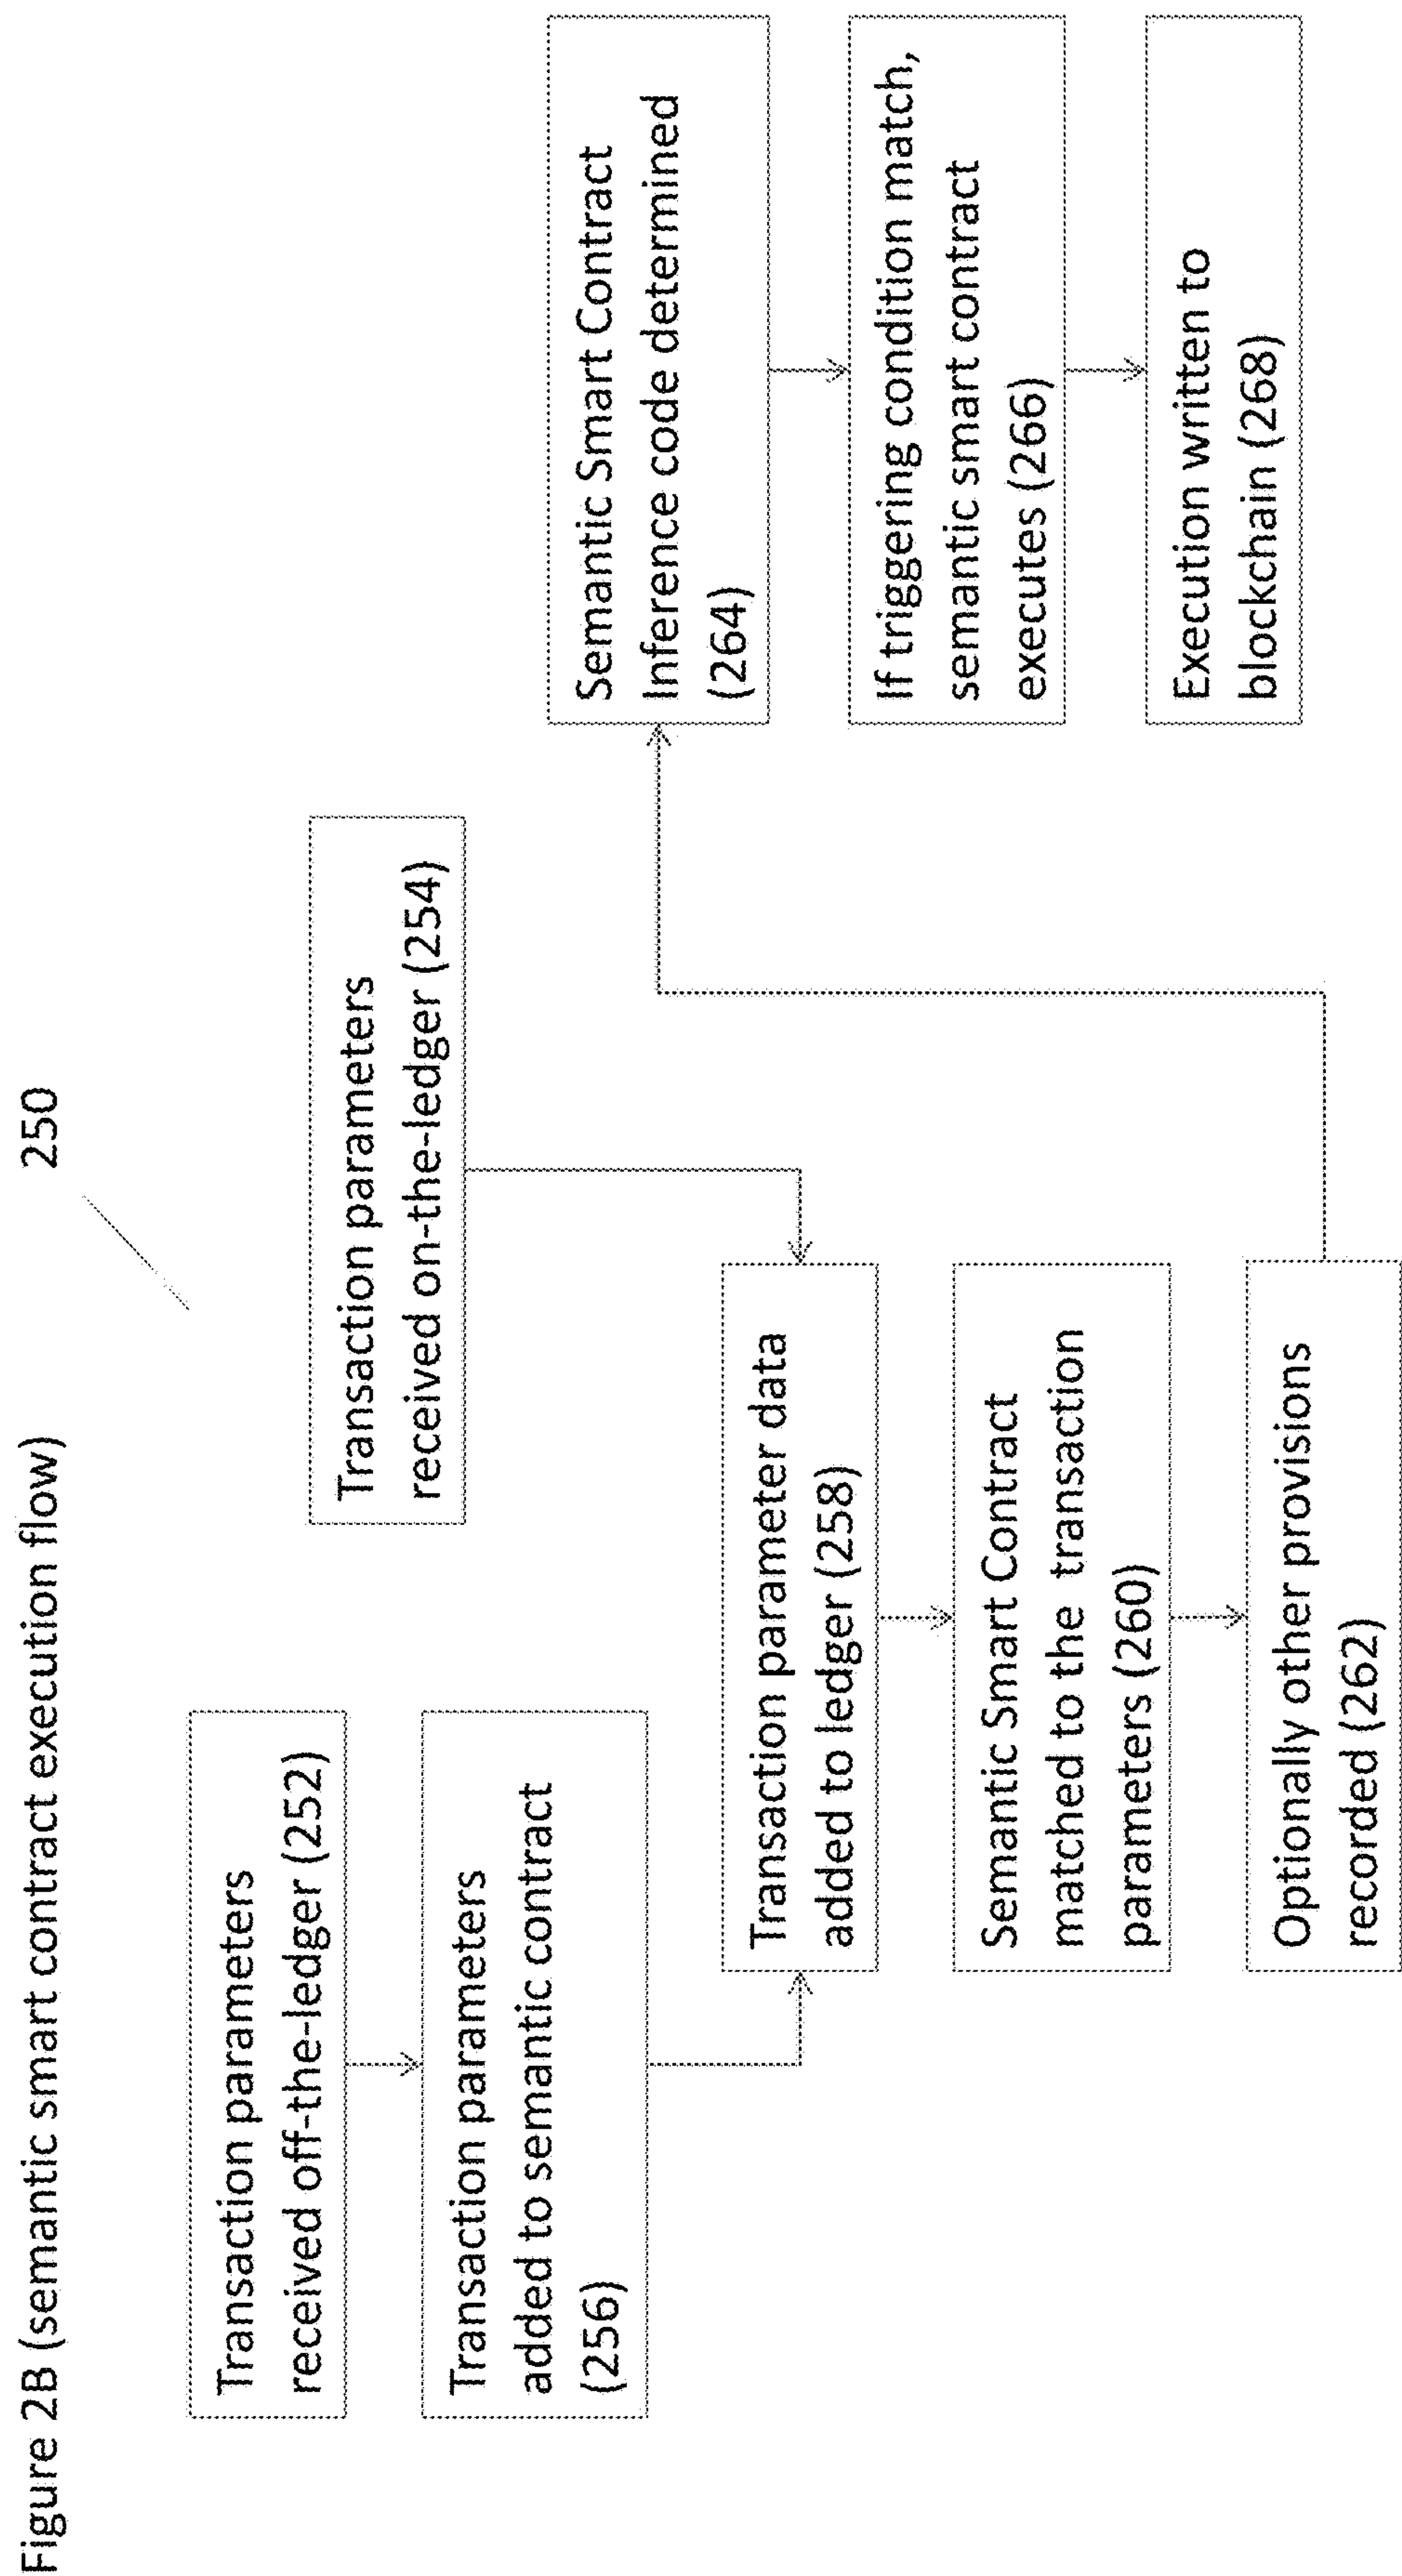 Figure 2B (semantic smart contract execution flow)
250
Transaction parameters
received off-the-ledger (252)
Transaction parameters
added to semantic contract
(256)
Transaction parameters
received on-the-ledger (254)
Transaction parameter data
added to ledger (258)
Semantic Smart Contract
matched to the transaction
parameters (260)
Optionally other provisions
recorded (262)
Semantic Smart Contract
Inference code determined
(264)
If triggering condition match,
semantic smart contract
executes (266)
Execution written to
blockchain (268)